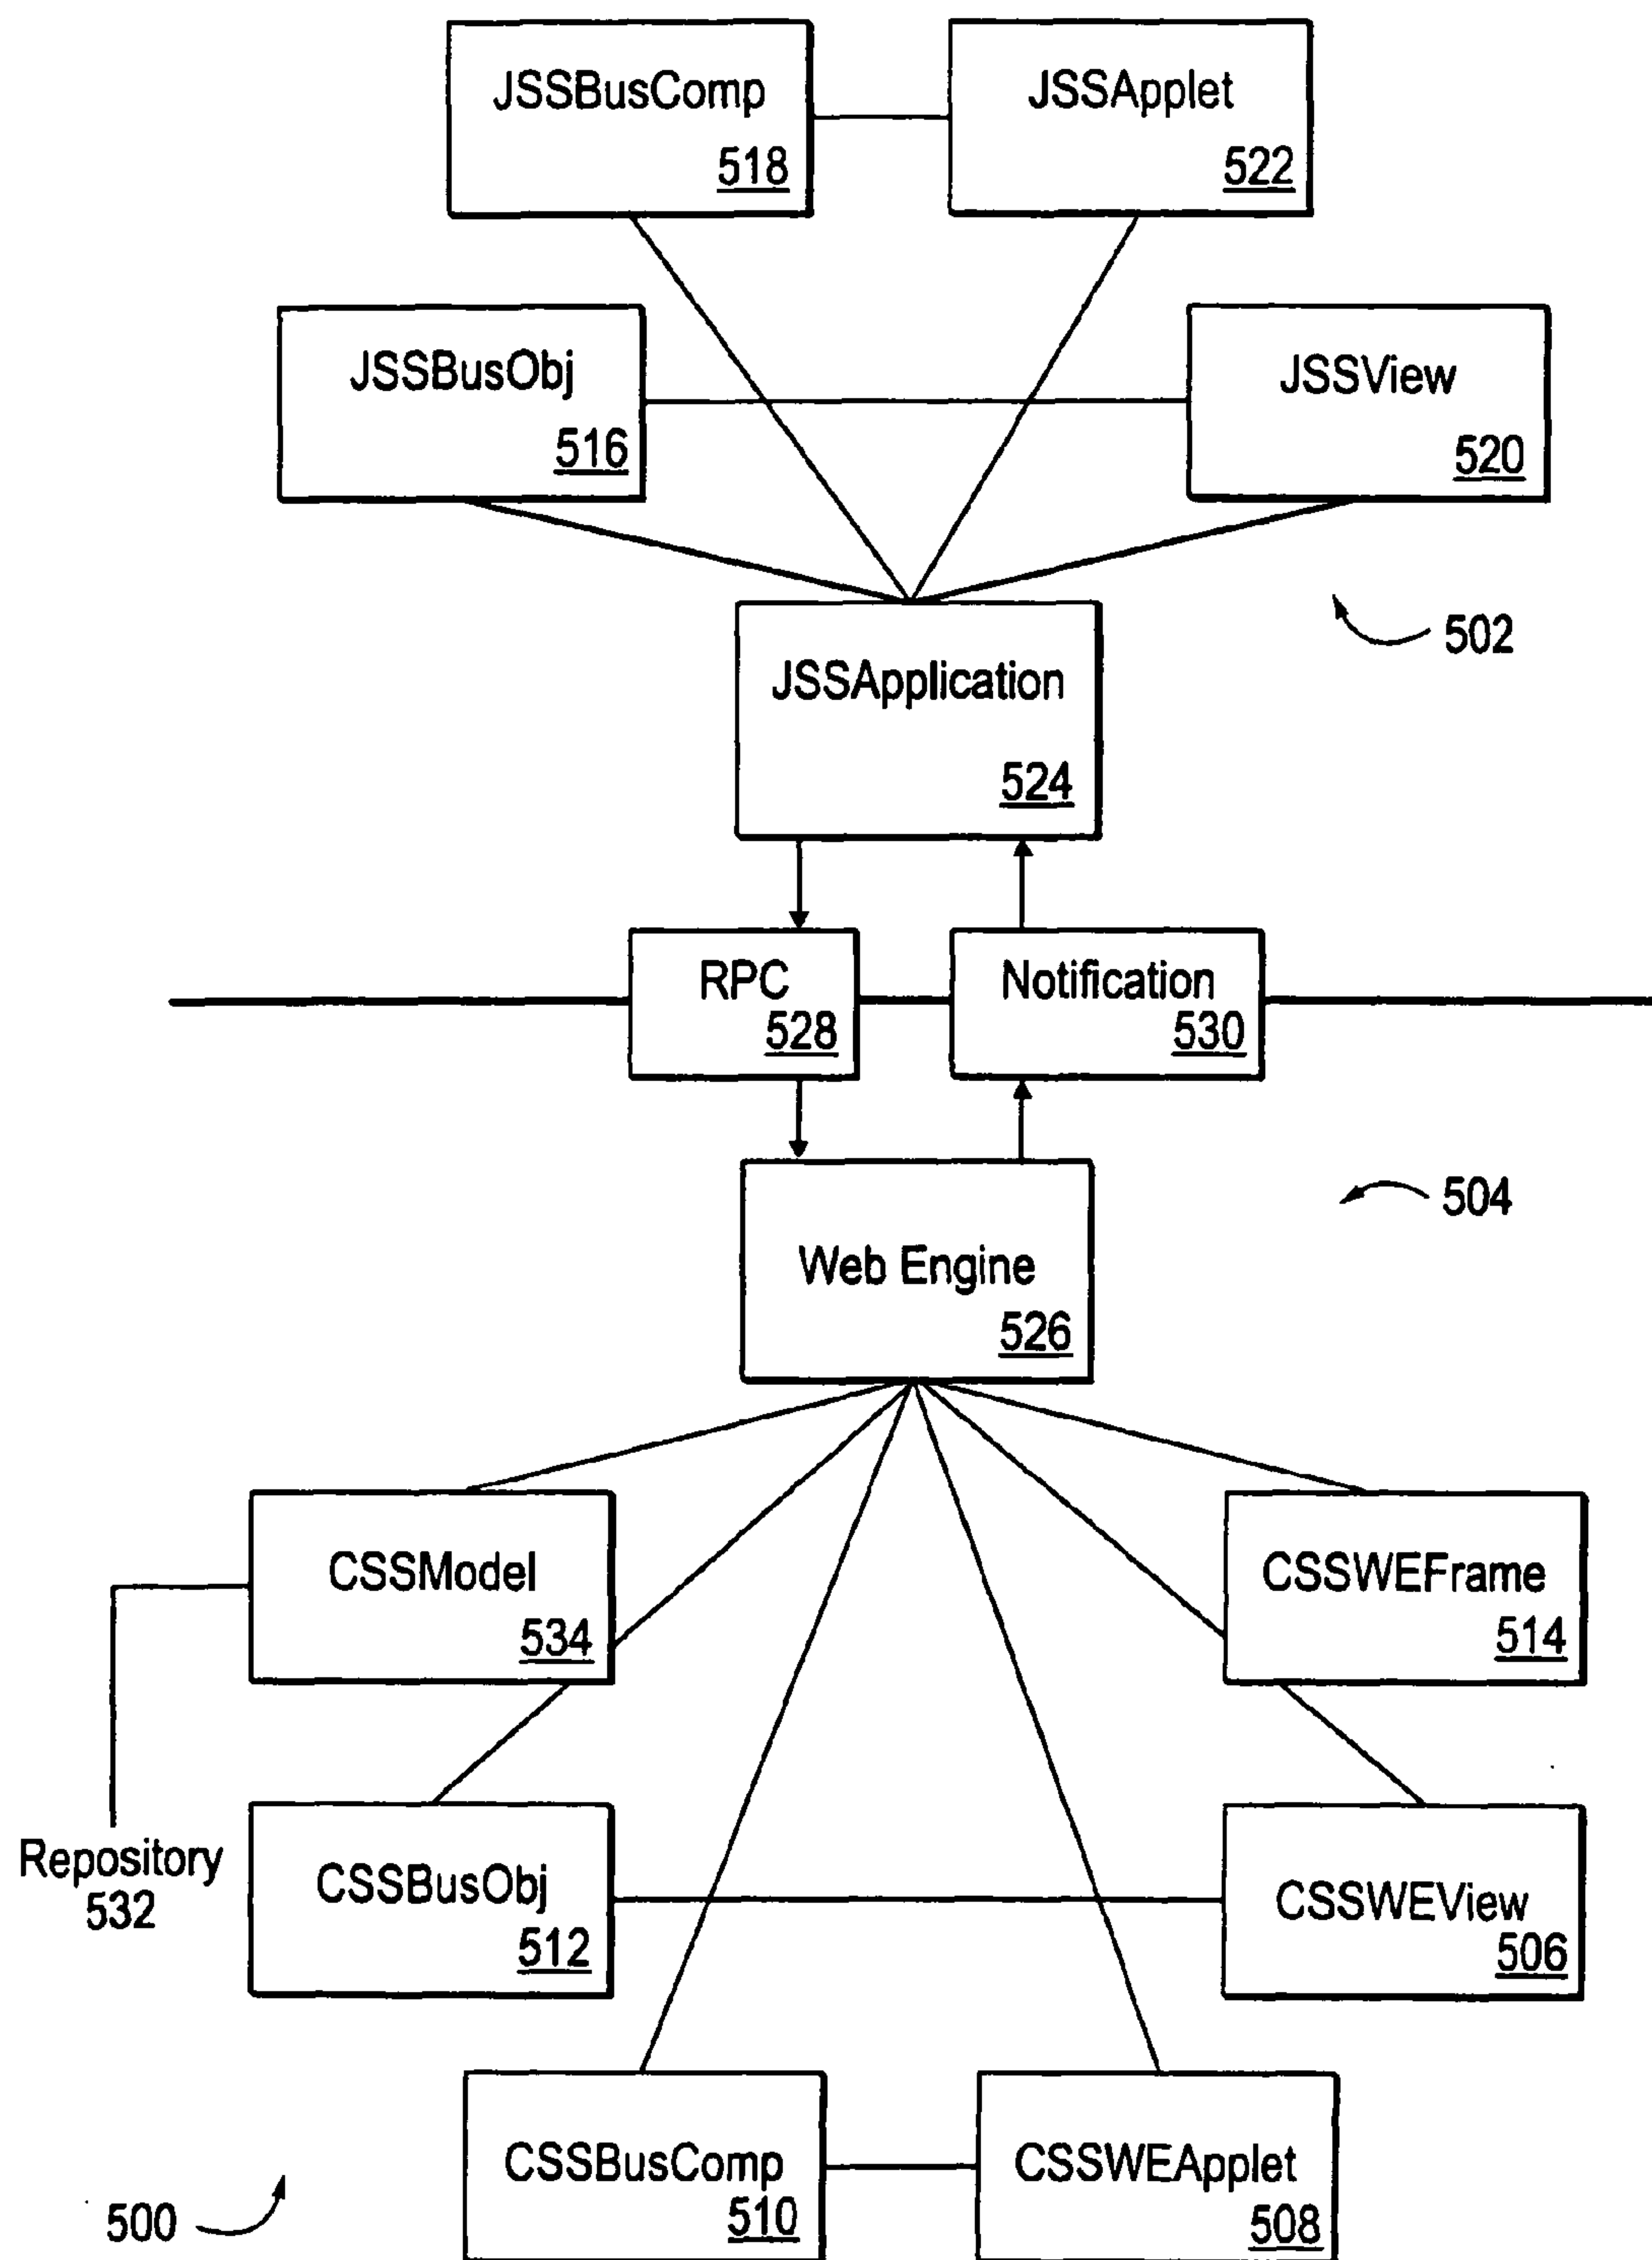 JSSBusComp
518
JSSApplet
522
JSSBusObj
516
JSSView
520
502
JSSApplication
524
RPC
528
Notification
530
504
Web Engine
526
CSSModel
534
CSSWEFrame
514
Repository
532
CSSBusObj
512
CSSWEView
506
CSSBusComp
510
CSSWEApplet
508
500